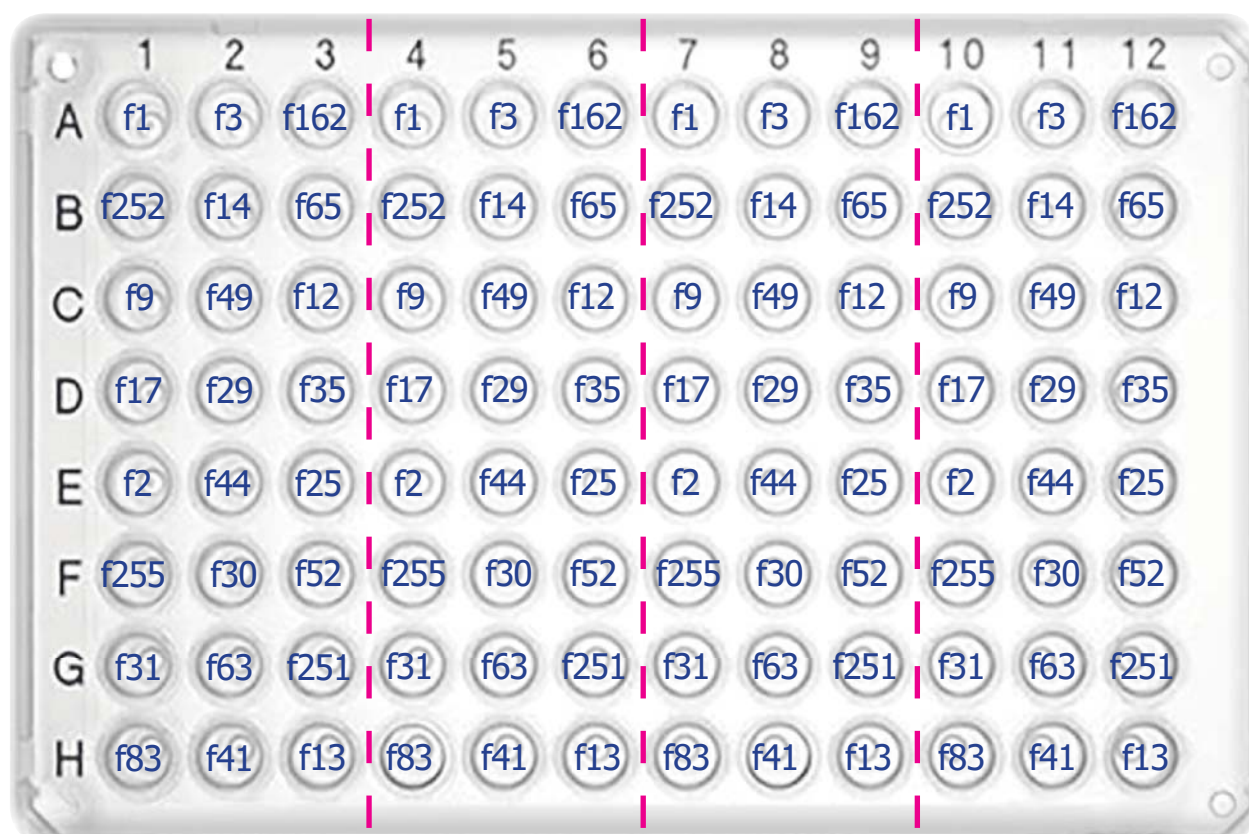 1 2 3 4 5 6 7 8 9 10 11 12
A f1 f3 f162 f1 f3 f162 f1 f3 f162 f1 f3 f162
B f252 f14 f65 f252 f14 f65 f252 f14 f65 f252 f14 f65
C f9 f49 f12 f9 f49 f12 f9 f49 f12 f9 f49 f12
D f17 f29 f35 f17 f29 f35 f17 f29 f35 f17 f29 f35
E f2 f44 f25 f2 f44 f25 f2 f44 f25 f2 f44 f25
F f255 f30 f52 f255 f30 f52 f255 f30 f52 f255 f30 f52
G f31 f63 f251 f31 f63 f251 f31 f63 f251 f31 f63 f251
H f83 f41 f13 f83 f41 f13 f83 f41 f13 f83 f41 f13